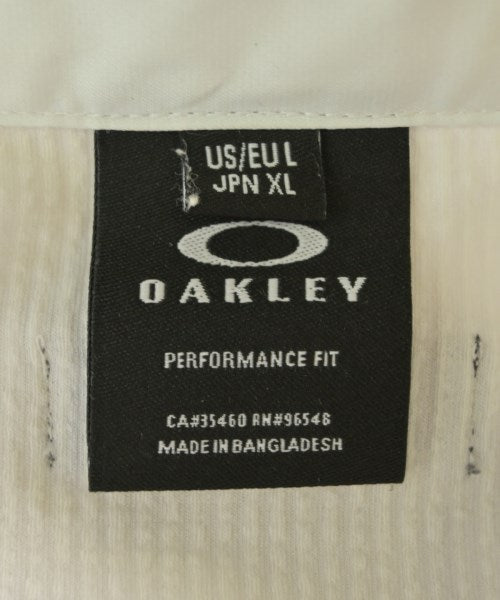 US/EU L
JPN XL
OAKLEY
PERFORMANCE FIT
CA#35460 RN#96548
MADE IN BANGLADESH